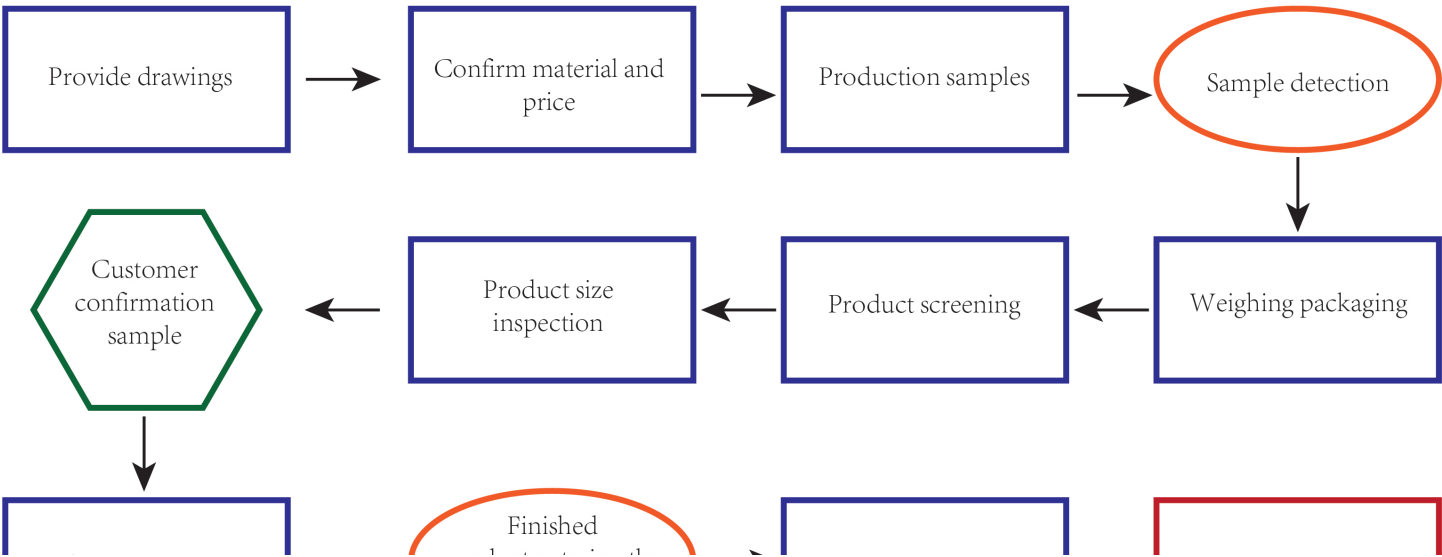 Provide drawings
Confirm material and
price
Production samples
Sample detection
Customer
confirmation
sample
Product size
inspection
Product screening
Weighing packaging
Finished